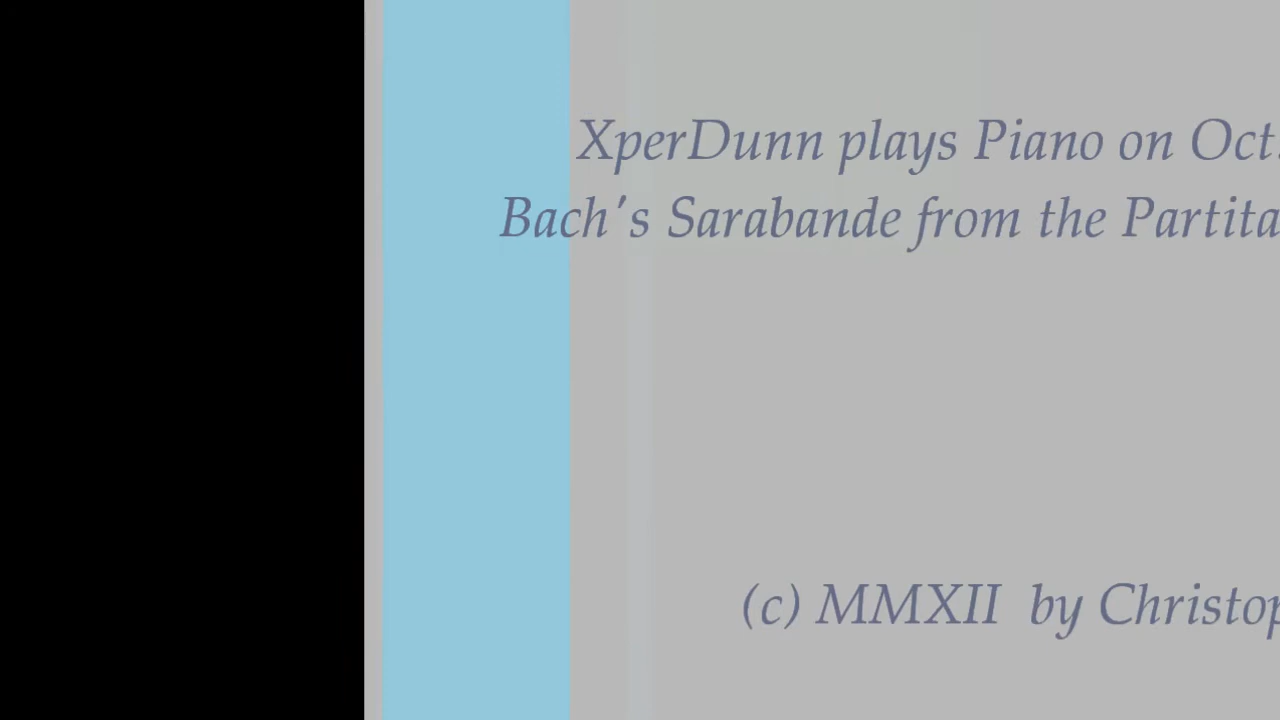 XperDunn plays Piano on Oct.
Bach's Sarabande from the Partita
(c) MMXII by Christop